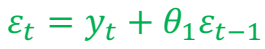 εₜ = yₜ + θ₁εₜ₋₁